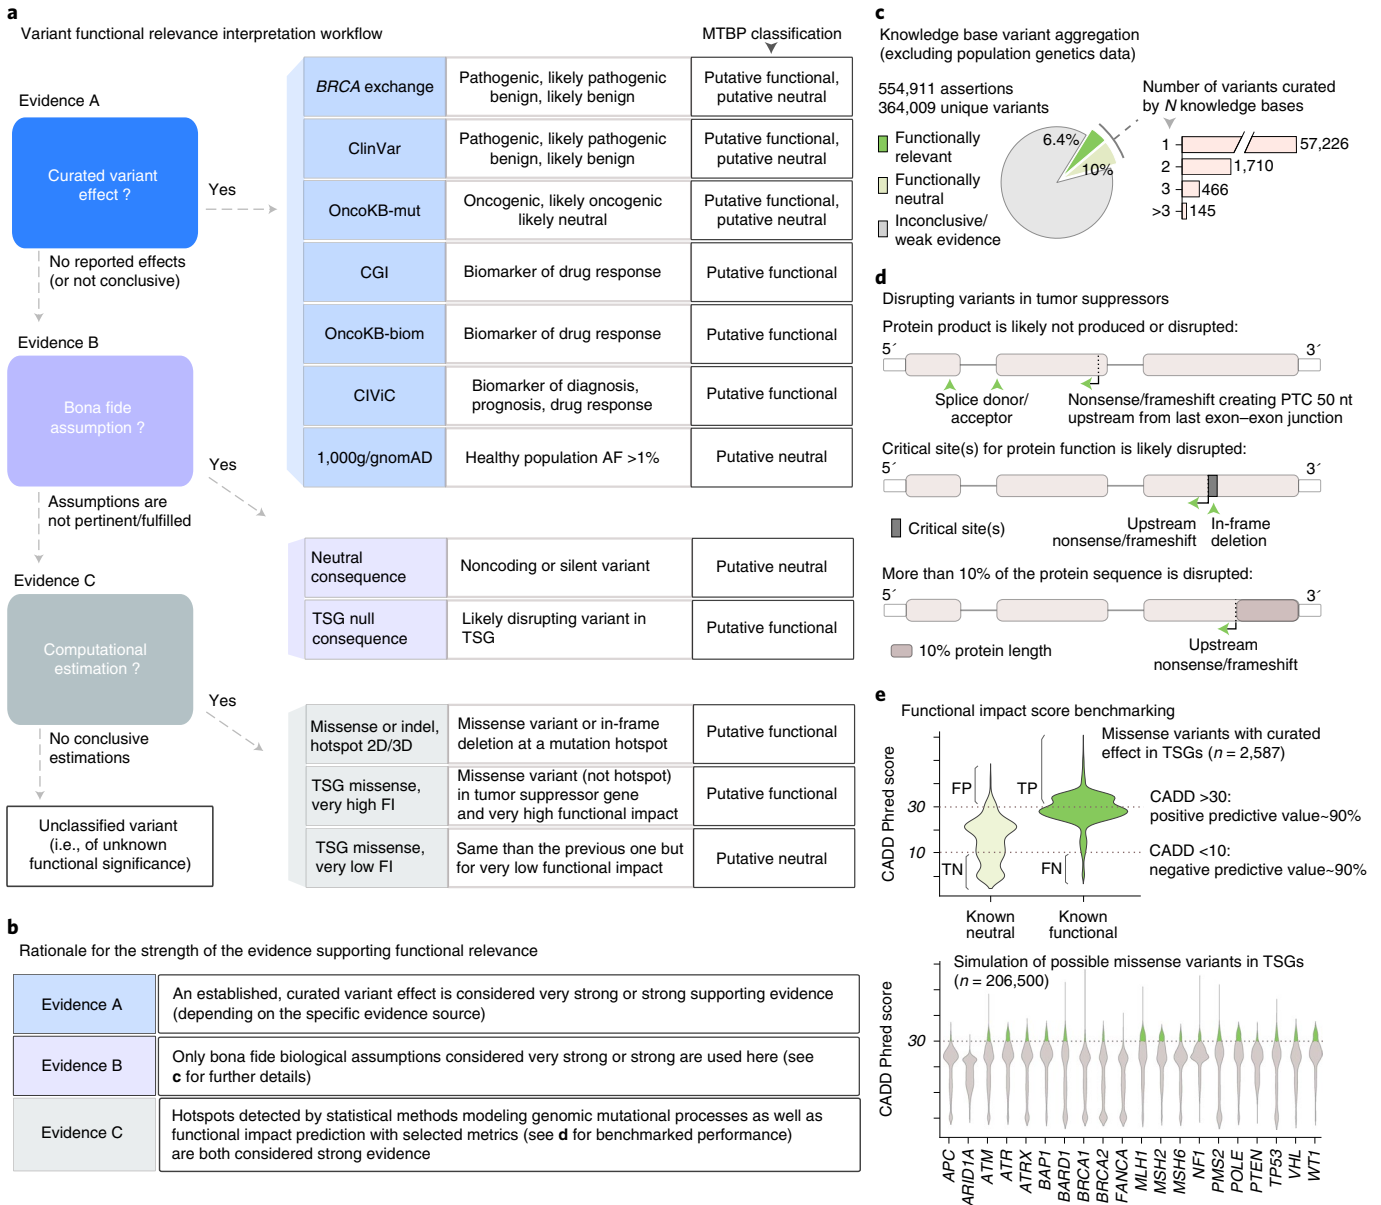 a
Variant functional relevance interpretation workflow
MTBP classification
Evidence A
Curated variant
effect ?
Yes
No reported effects
(or not conclusive)
Evidence B
Bona fide
assumption ?
Yes
Assumptions are
not pertinent/fulfilled
Evidence C
Computational
estimation ?
Yes
No conclusive
estimations
Unclassified variant
(i.e., of unknown
functional significance)
BRCA exchange
Pathogenic, likely pathogenic
benign, likely benign
Putative functional,
putative neutral
ClinVar
Pathogenic, likely pathogenic
benign, likely benign
Putative functional,
putative neutral
OncoKB-mut
Oncogenic, likely oncogenic
likely neutral
Putative functional,
putative neutral
CGI
Biomarker of drug response
Putative functional
OncoKB-biom
Biomarker of drug response
Putative functional
CIViC
Biomarker of diagnosis,
prognosis, drug response
Putative functional
1,000g/gnomAD
Healthy population AF >1%
Putative neutral
Neutral
consequence
Noncoding or silent variant
Putative neutral
TSG null
consequence
Likely disrupting variant in
TSG
Putative functional
Missense or indel,
hotspot 2D/3D
Missense variant or in-frame
deletion at a mutation hotspot
Putative functional
TSG missense,
very high FI
Missense variant (not hotspot)
in tumor suppressor gene
and very high functional impact
Putative functional
TSG missense,
very low FI
Same than the previous one but
for very low functional impact
Putative neutral
b
Rationale for the strength of the evidence supporting functional relevance
Evidence A
An established, curated variant effect is considered very strong or strong supporting evidence
(depending on the specific evidence source)
Evidence B
Only bona fide biological assumptions considered very strong or strong are used here (see
c for further details)
Evidence C
Hotspots detected by statistical methods modeling genomic mutational processes as well as
functional impact prediction with selected metrics (see d for benchmarked performance)
are both considered strong evidence
c
Knowledge base variant aggregation
(excluding population genetics data)
554,911 assertions
364,009 unique variants
Functionally
relevant
Functionally
neutral
Inconclusive/
weak evidence
6.4%
10%
Number of variants curated
by N knowledge bases
1
57,226
2
1,710
3
466
>3
145
d
Disrupting variants in tumor suppressors
Protein product is likely not produced or disrupted:
5´
3´
Splice donor/
acceptor
Nonsense/frameshift creating PTC 50 nt
upstream from last exon–exon junction
Critical site(s) for protein function is likely disrupted:
5´
3´
Critical site(s)
Upstream
nonsense/frameshift
In-frame
deletion
More than 10% of the protein sequence is disrupted:
5´
3´
10% protein length
Upstream
nonsense/frameshift
e
Functional impact score benchmarking
CADD Phred score
30
10
FP
TP
TN
FN
Known
neutral
Known
functional
Missense variants with curated
effect in TSGs (n = 2,587)
CADD >30:
positive predictive value~90%
CADD <10:
negative predictive value~90%
Simulation of possible missense variants in TSGs
(n = 206,500)
CADD Phred score
30
APC
ARID1A
ATM
ATR
ATRX
BAP1
BARD1
BRCA1
BRCA2
FANCA
MLH1
MSH2
MSH6
NF1
PMS2
POLE
PTEN
TP53
VHL
WT1